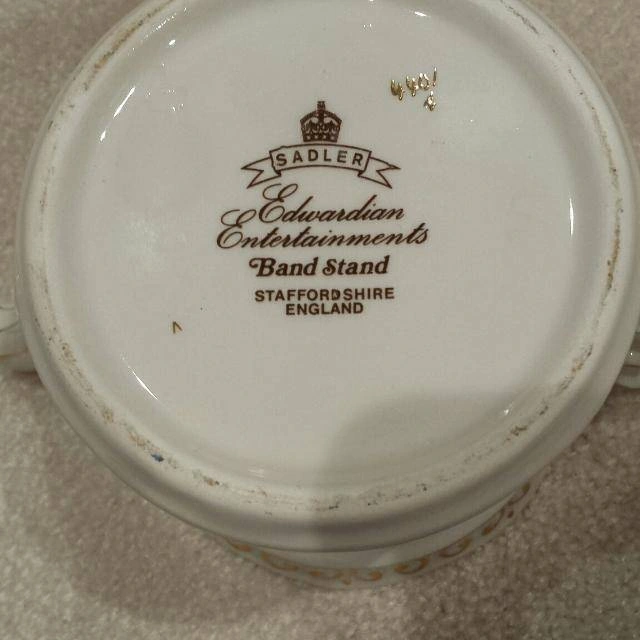 SADLER
Edwardian
Entertainments
Band Stand
STAFFORDSHIRE
ENGLAND